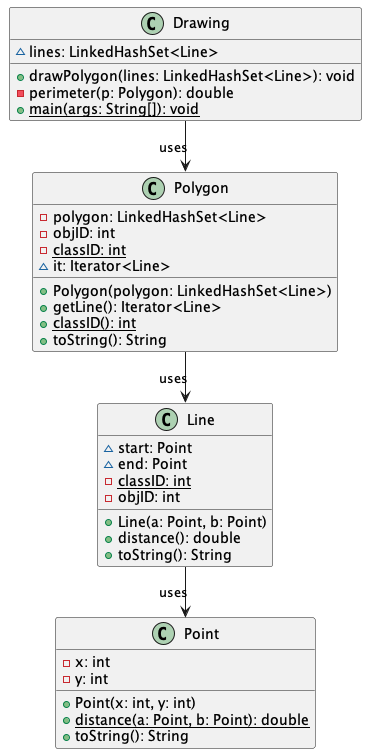 C Drawing
lines: LinkedHashSet<Line>
drawPolygon(lines: LinkedHashSet<Line>): void
perimeter(p: Polygon): double
main(args: String[]): void
uses
C Polygon
polygon: LinkedHashSet<Line>
objID: int
classID: int
it: Iterator<Line>
Polygon(polygon: LinkedHashSet<Line>)
getLine(): Iterator<Line>
classID(): int
toString(): String
uses
C Line
start: Point
end: Point
classID: int
objID: int
Line(a: Point, b: Point)
distance(): double
toString(): String
uses
C Point
x: int
y: int
Point(x: int, y: int)
distance(a: Point, b: Point): double
toString(): String